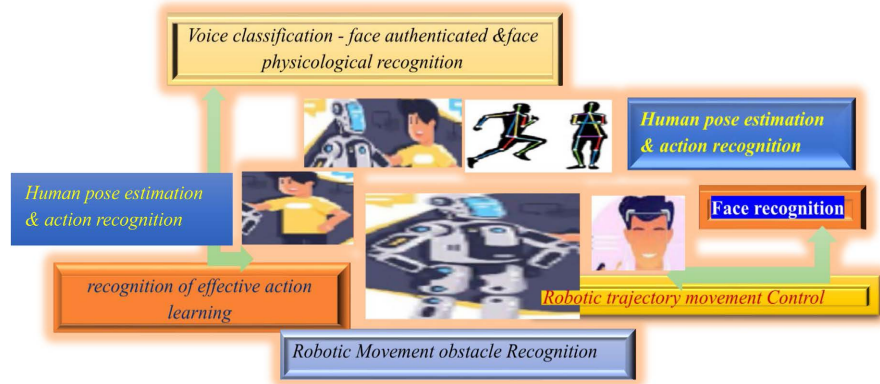 Voice classification - face authenticated &face
physicological recognition
Human pose estimation
& action recognition
Human pose estimation
& action recognition
Face recognition
recognition of effective action
learning
Robotic trajectory movement Control
Robotic Movement obstacle Recognition